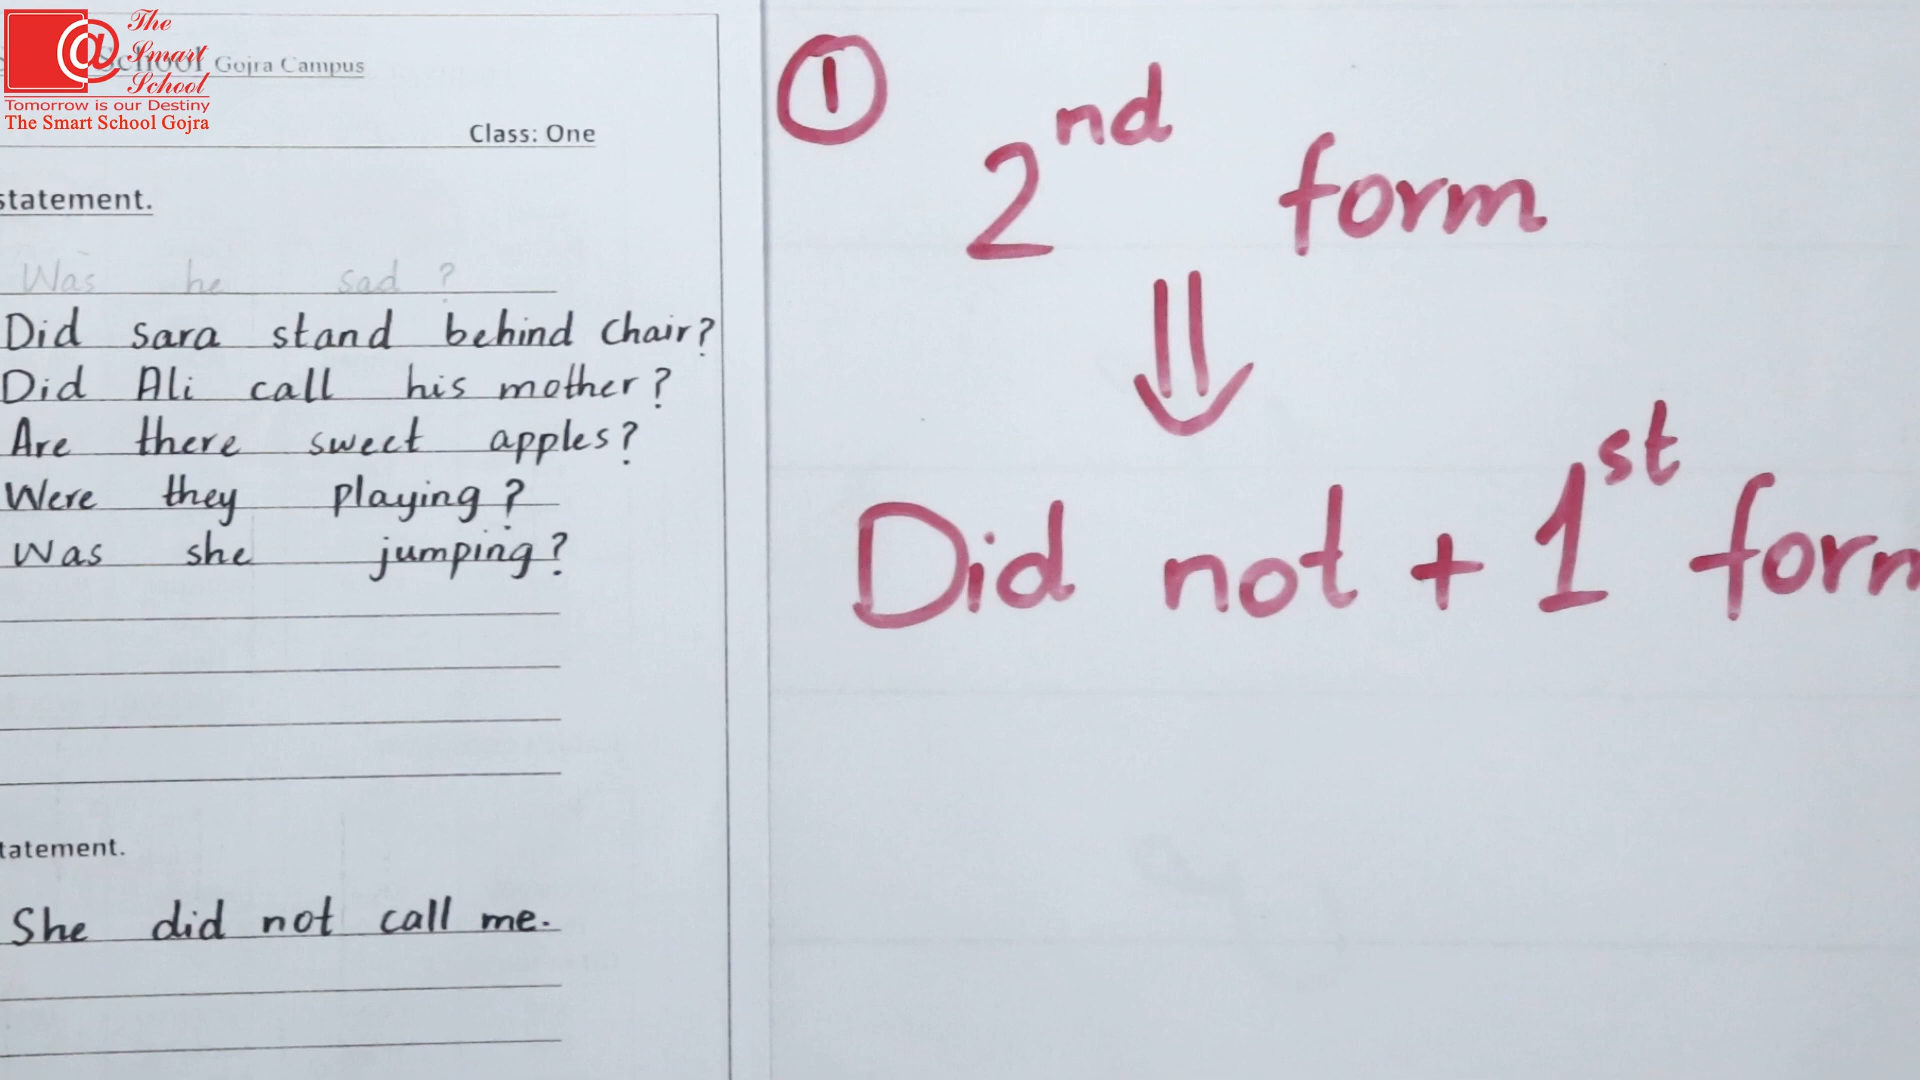 The
Smart
School
Tomorrow is our Destiny
The Smart School Gojra
School Gojra Campus
Class: One
statement.
Was he sad ?
Did sara stand behind chair?
Did Ali call his mother?
Are there sweet apples?
Were they playing ?
Was she jumping?
tatement.
She did not call me.
1
2nd form
Did not + 1st form